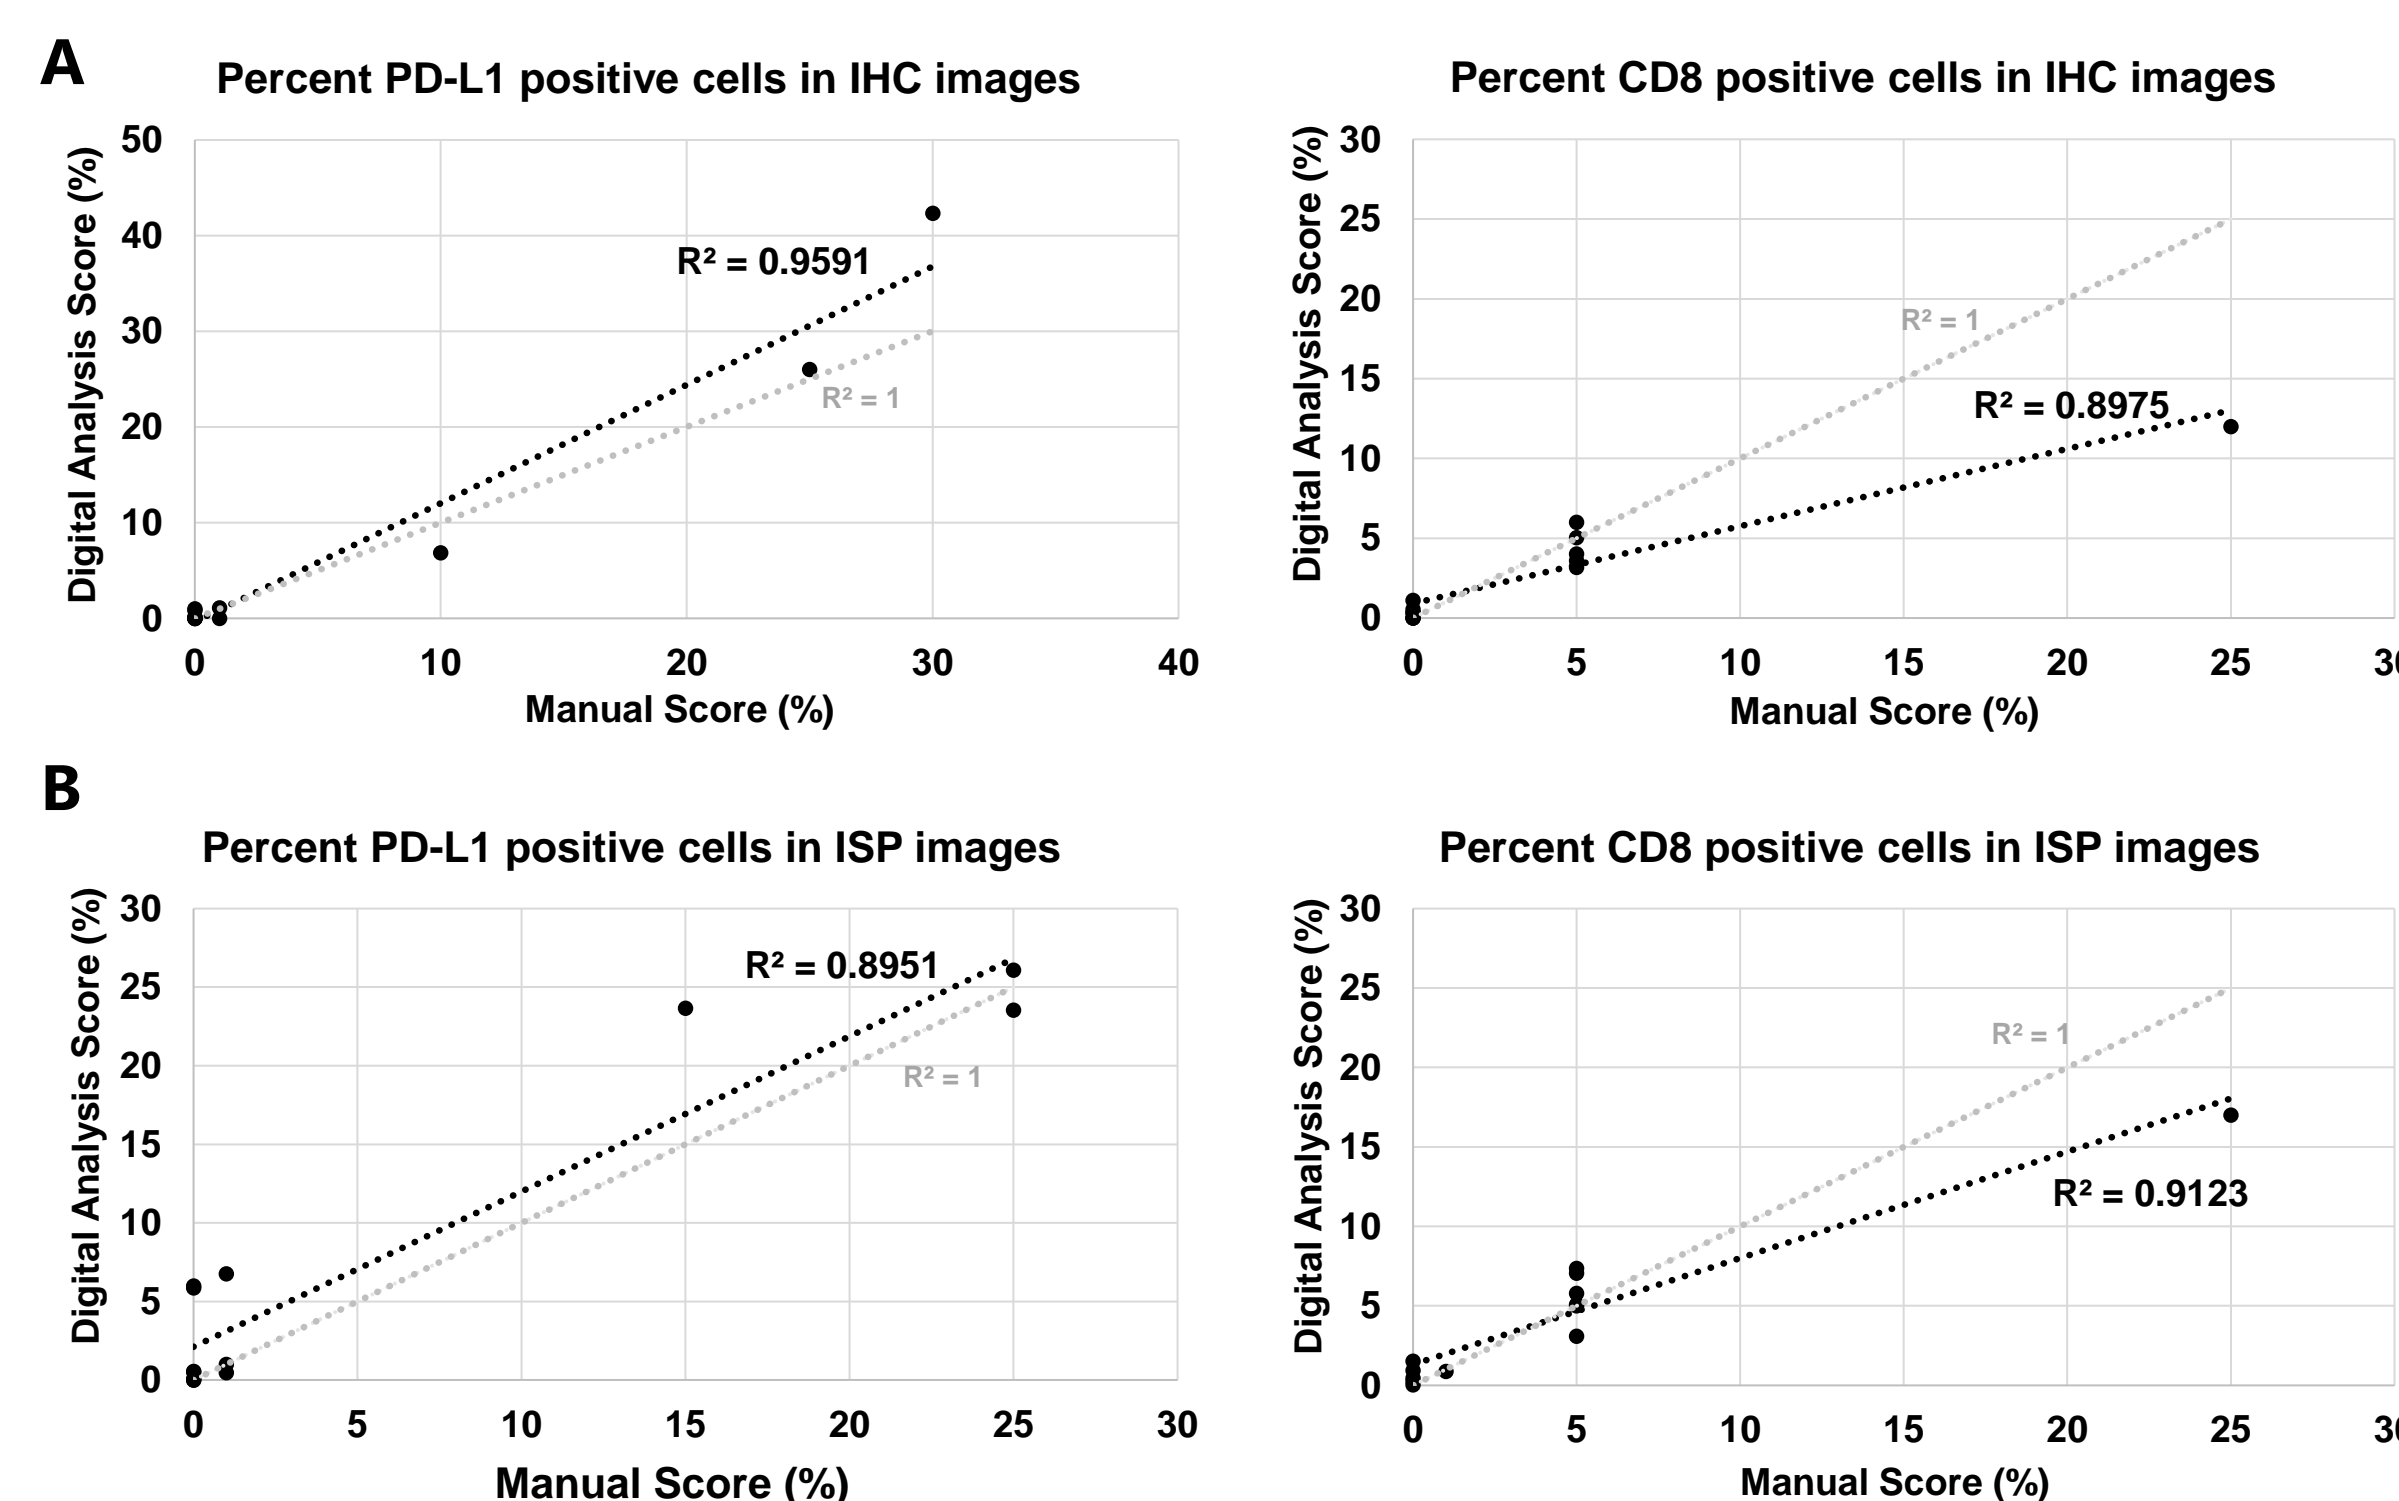 A
Percent PD-L1 positive cells in IHC images
Digital Analysis Score (%)
50
40
30
20
10
0
R² = 0.9591
R² = 1
0 10 20 30 40
Manual Score (%)
Percent CD8 positive cells in IHC images
Digital Analysis Score (%)
30
25
20
15
10
5
0
R² = 1
R² = 0.8975
0 5 10 15 20 25
Manual Score (%)
B
Percent PD-L1 positive cells in ISP images
Digital Analysis Score (%)
30
25
20
15
10
5
0
R² = 0.8951
R² = 1
0 5 10 15 20 25 30
Manual Score (%)
Percent CD8 positive cells in ISP images
Digital Analysis Score (%)
30
25
20
15
10
5
0
R² = 1
R² = 0.9123
0 5 10 15 20 25
Manual Score (%)